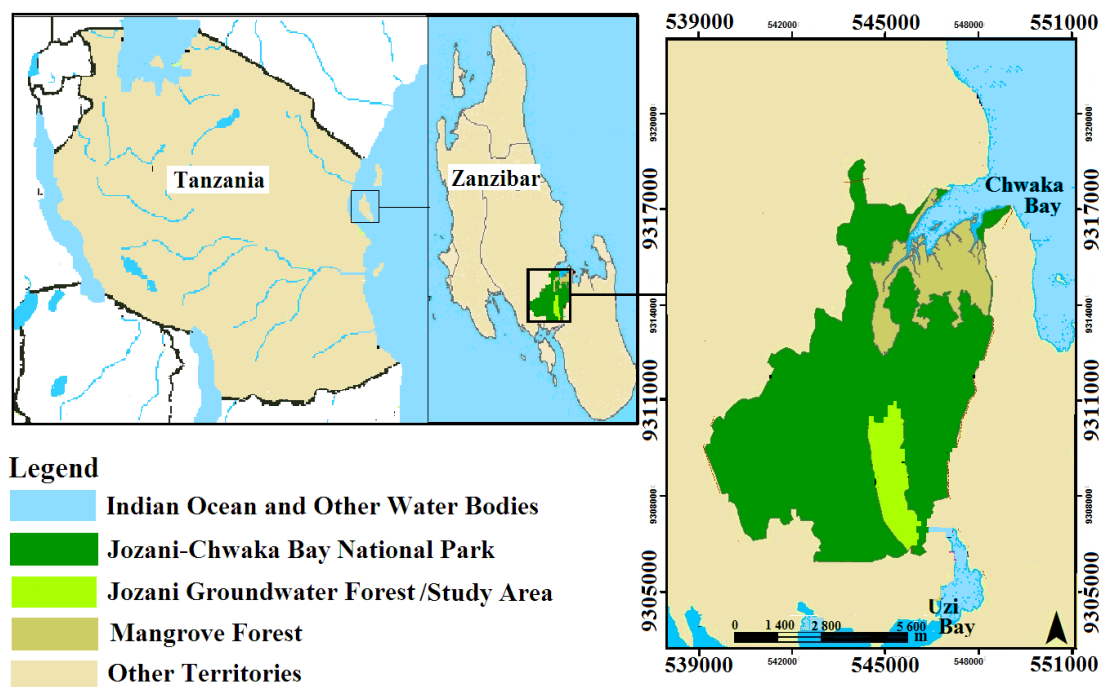 Tanzania
Zanzibar
539000 542000 545000 548000 551000
9320000
9317000
9314000
9311000
9308000
9305000
9320000
9317000
9314000
9311000
9308000
9305000
Chwaka
Bay
Uzi
Bay
0 1 400 2 800 5 600
m
539000 542000 545000 548000 551000
Legend
Indian Ocean and Other Water Bodies
Jozani-Chwaka Bay National Park
Jozani Groundwater Forest/Study Area
Mangrove Forest
Other Territories